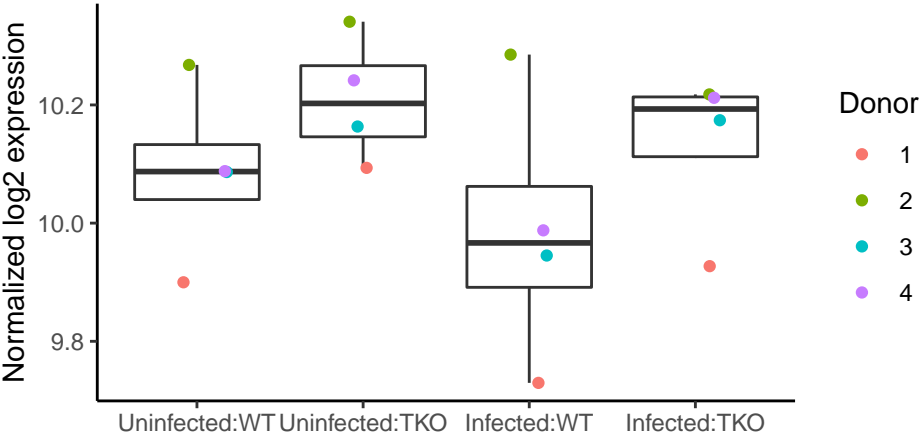 Normalized log2 expression
10.2
10.0
9.8
Uninfected:WT
Uninfected:TKO
Infected:WT
Infected:TKO
Donor
1
2
3
4